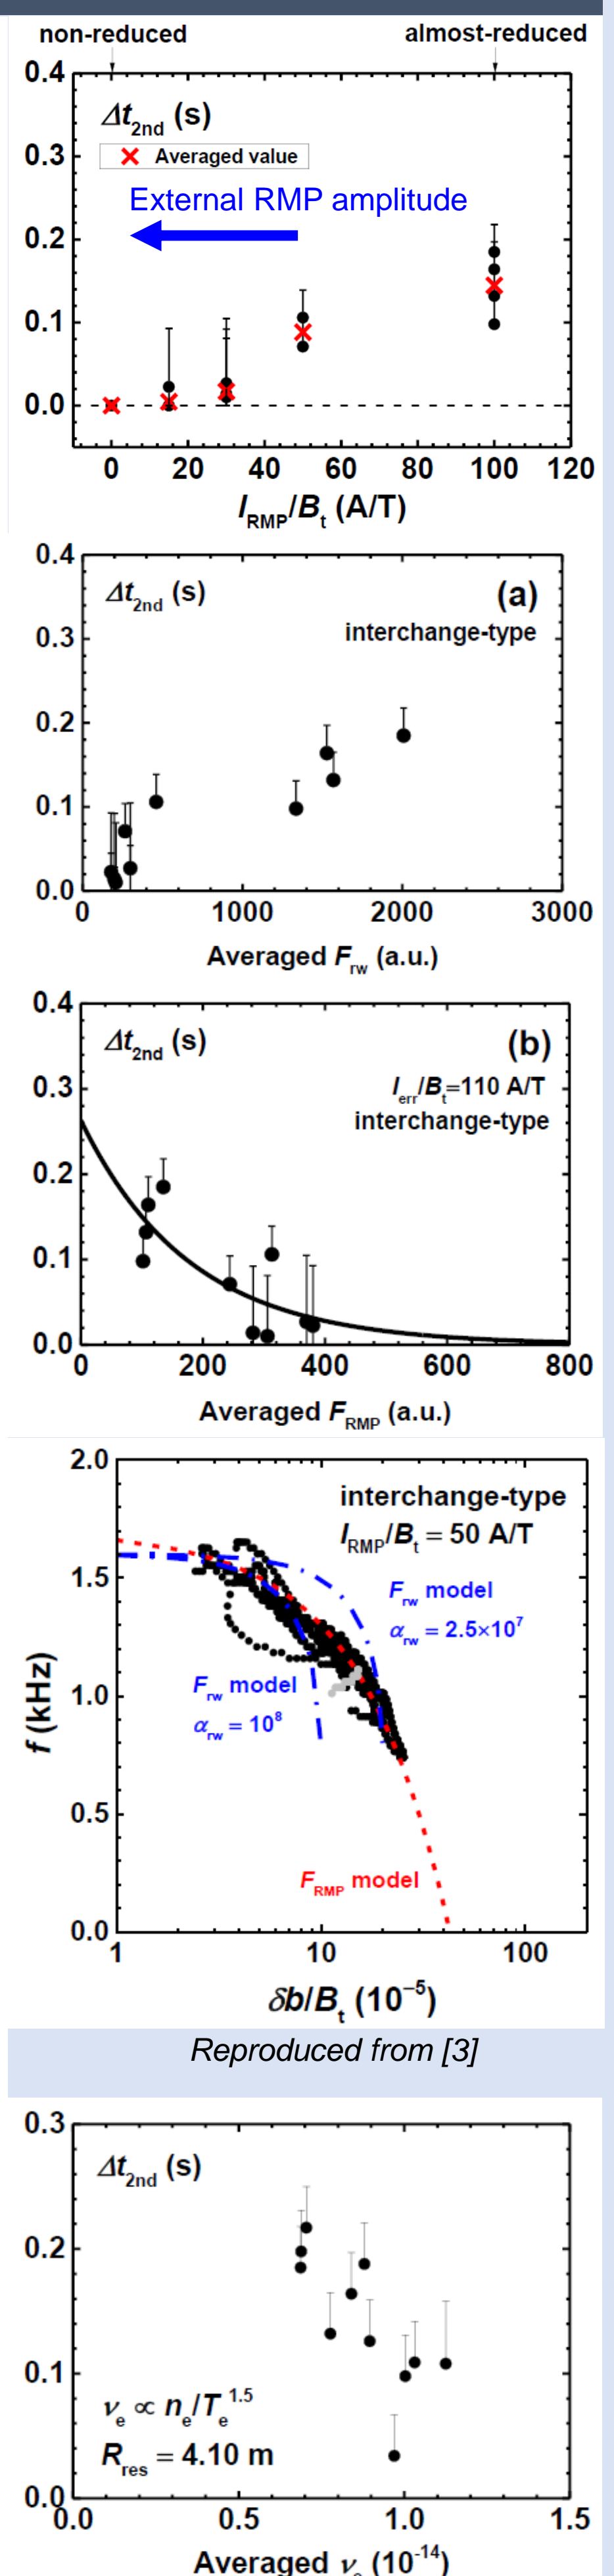 non-reduced almost-reduced
0.4
Δt2nd (s)
0.3
Averaged value
External RMP amplitude
0.2
0.1
0.0
0 20 40 60 80 100 120
IRMP/Bt (A/T)
0.4
Δt2nd (s) (a)
0.3
interchange-type
0.2
0.1
0.0
0 1000 2000 3000
Averaged Frw (a.u.)
0.4
Δt2nd (s) (b)
0.3
Ierr/Bt=110 A/T
interchange-type
0.2
0.1
0.0
0 200 400 600 800
Averaged FRMP (a.u.)
2.0
interchange-type
IRMP/Bt = 50 A/T
1.5
Frw model
αrw = 2.5×10⁷
f (kHz)
1.0
Frw model
αrw = 10⁸
0.5
FRMP model
0.0
1 10 100
δb/Bt (10⁻⁵)
Reproduced from [3]
0.3
Δt2nd (s)
0.2
0.1
νe ∝ ne/Te1.5
Rres = 4.10 m
0.0
0.0 0.5 1.0 1.5
Averaged νe (10-14)